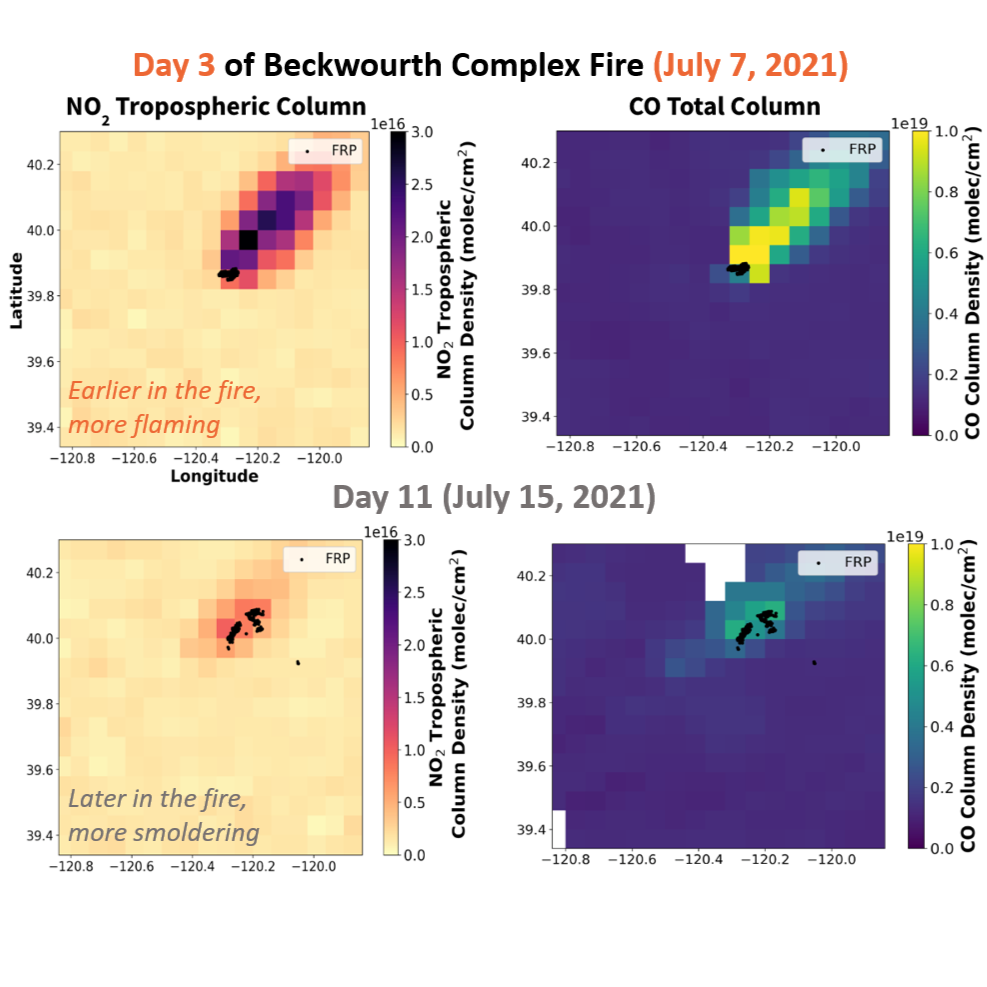 Day 3 of Beckwourth Complex Fire (July 7, 2021)
NO₂ Tropospheric Column
CO Total Column
1e16
FRP
40.2
40.0
39.8
39.6
39.4
Latitude
−120.8 −120.6 −120.4 −120.2 −120.0
Longitude
Earlier in the fire,
more flaming
3.0
2.5
2.0
1.5
1.0
0.5
0.0
NO₂ Tropospheric
Column Density (molec/cm²)
1e19
FRP
40.2
40.0
39.8
39.6
39.4
−120.8 −120.6 −120.4 −120.2 −120.0
1.0
0.8
0.6
0.4
0.2
0.0
CO Column Density (molec/cm²)
Day 11 (July 15, 2021)
1e16
FRP
40.2
40.0
39.8
39.6
39.4
−120.8 −120.6 −120.4 −120.2 −120.0
Later in the fire,
more smoldering
3.0
2.5
2.0
1.5
1.0
0.5
0.0
NO₂ Tropospheric
Column Density (molec/cm²)
1e19
FRP
40.2
40.0
39.8
39.6
39.4
−120.8 −120.6 −120.4 −120.2 −120.0
1.0
0.8
0.6
0.4
0.2
0.0
CO Column Density (molec/cm²)